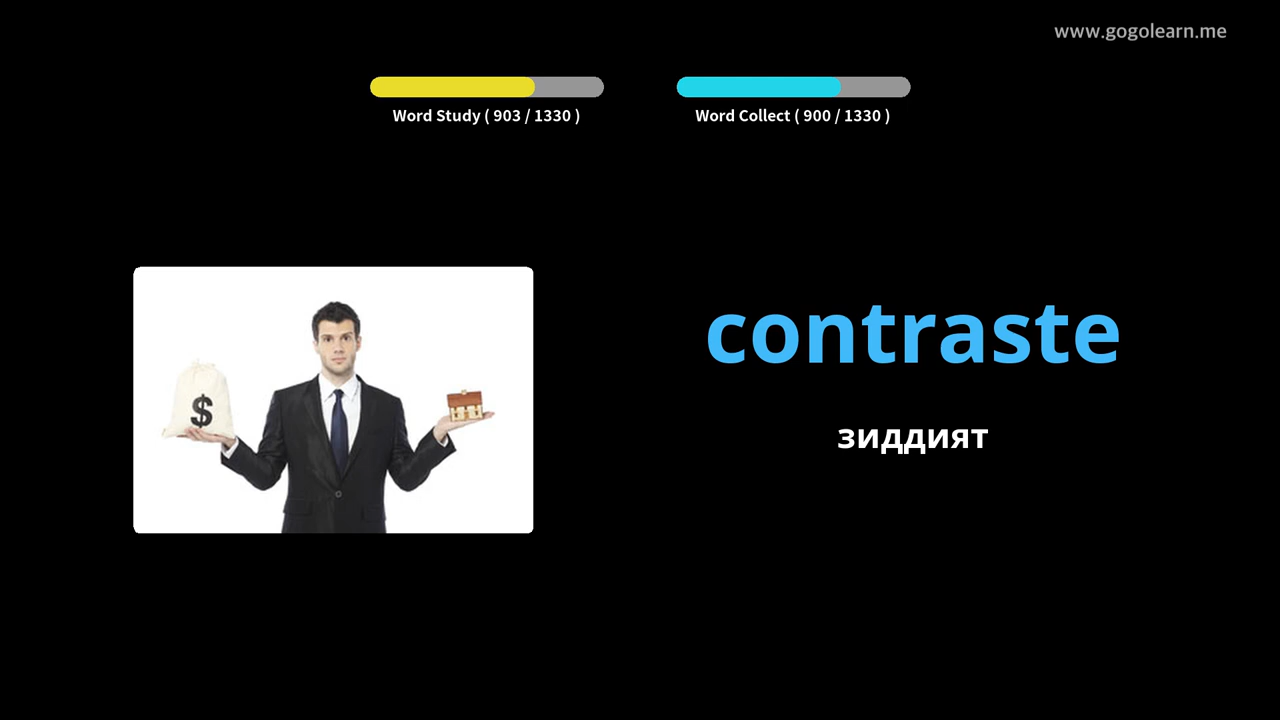 www.gogolearn.me
Word Study ( 903 / 1330 )
Word Collect ( 900 / 1330 )
$
contraste
зиддият